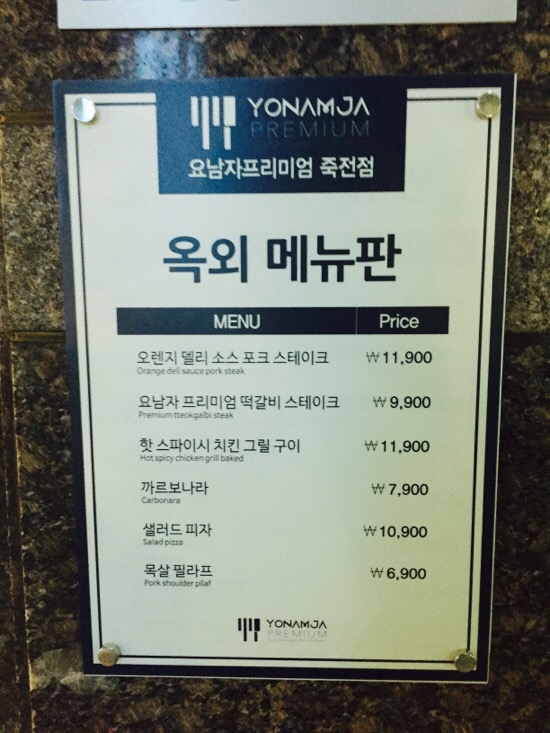 YONAMJA
PREMIUM
요남자프리미엄 죽전점
옥외 메뉴판
MENU Price
오렌지 델리 소스 포크 스테이크 ₩11,900
Orange deli sauce pork steak
요남자 프리미엄 떡갈비 스테이크 ₩9,900
Premium tteokgalbi steak
핫 스파이시 치킨 그릴 구이 ₩11,900
Hot spicy chicken grill baked
까르보나라 ₩7,900
Carbonara
샐러드 피자 ₩10,900
Salad pizza
목살 필라프 ₩6,900
Pork shoulder pilaf
YONAMJA
PREMIUM